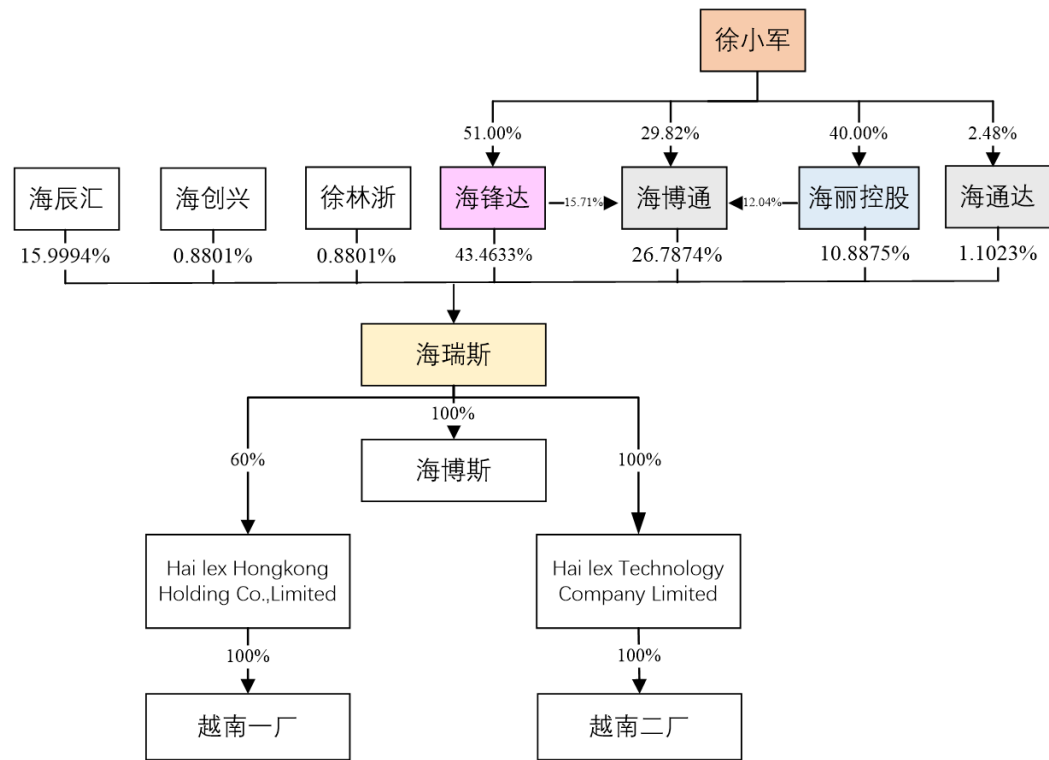 徐小军
51.00%
29.82%
40.00%
2.48%
海辰汇
海创兴
徐林浙
海锋达
15.71%
海博通
12.04%
海丽控股
海通达
15.9994%
0.8801%
0.8801%
43.4633%
26.7874%
10.8875%
1.1023%
海瑞斯
100%
60%
海博斯
100%
Hai lex Hongkong
Holding Co.,Limited
Hai lex Technology
Company Limited
100%
100%
越南一厂
越南二厂